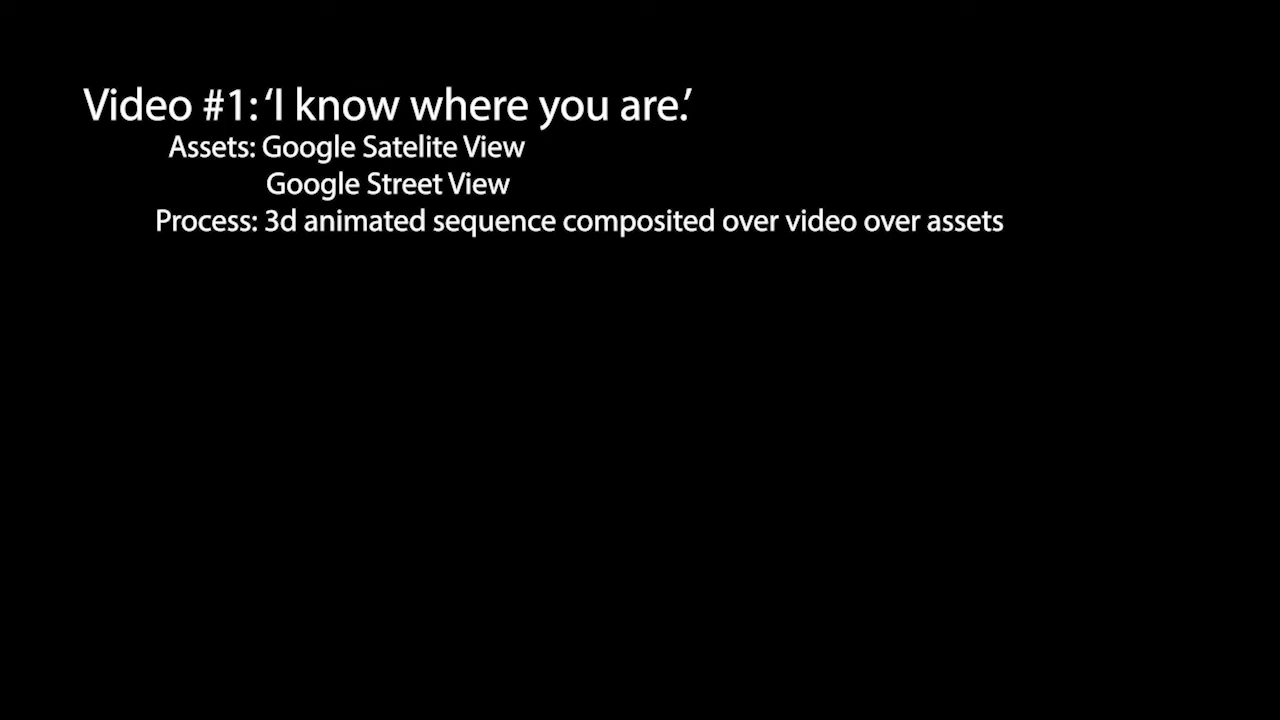 Video #1: ‘I know where you are.’
Assets: Google Satelite View
Google Street View
Process: 3d animated sequence composited over video over assets